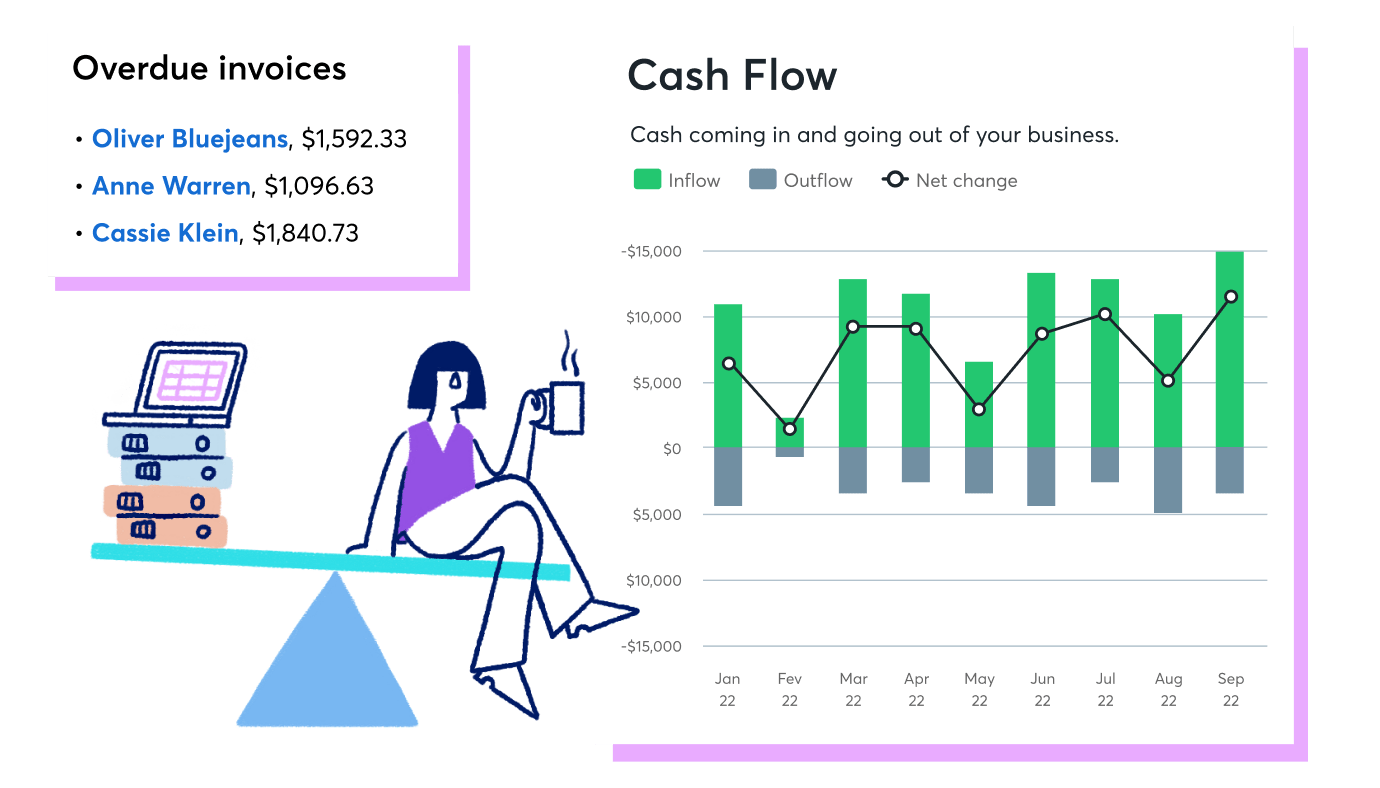 Overdue invoices
• Oliver Bluejeans, $1,592.33
• Anne Warren, $1,096.63
• Cassie Klein, $1,840.73
Cash Flow
Cash coming in and going out of your business.
Inflow Outflow Net change
-$15,000
$10,000
$5,000
$0
$5,000
$10,000
-$15,000
Jan Fev Mar Apr May Jun Jul Aug Sep
22 22 22 22 22 22 22 22 22